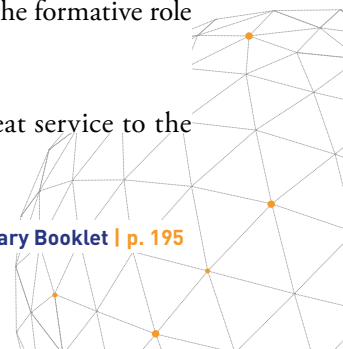 he formative role
eat service to the
ary Booklet | p. 195